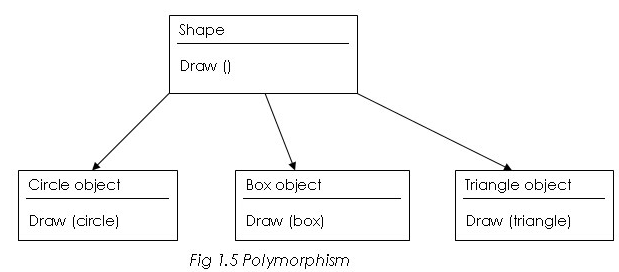 Shape
Draw ()
Circle object
Draw (circle)
Box object
Draw (box)
Triangle object
Draw (triangle)
Fig 1.5 Polymorphism